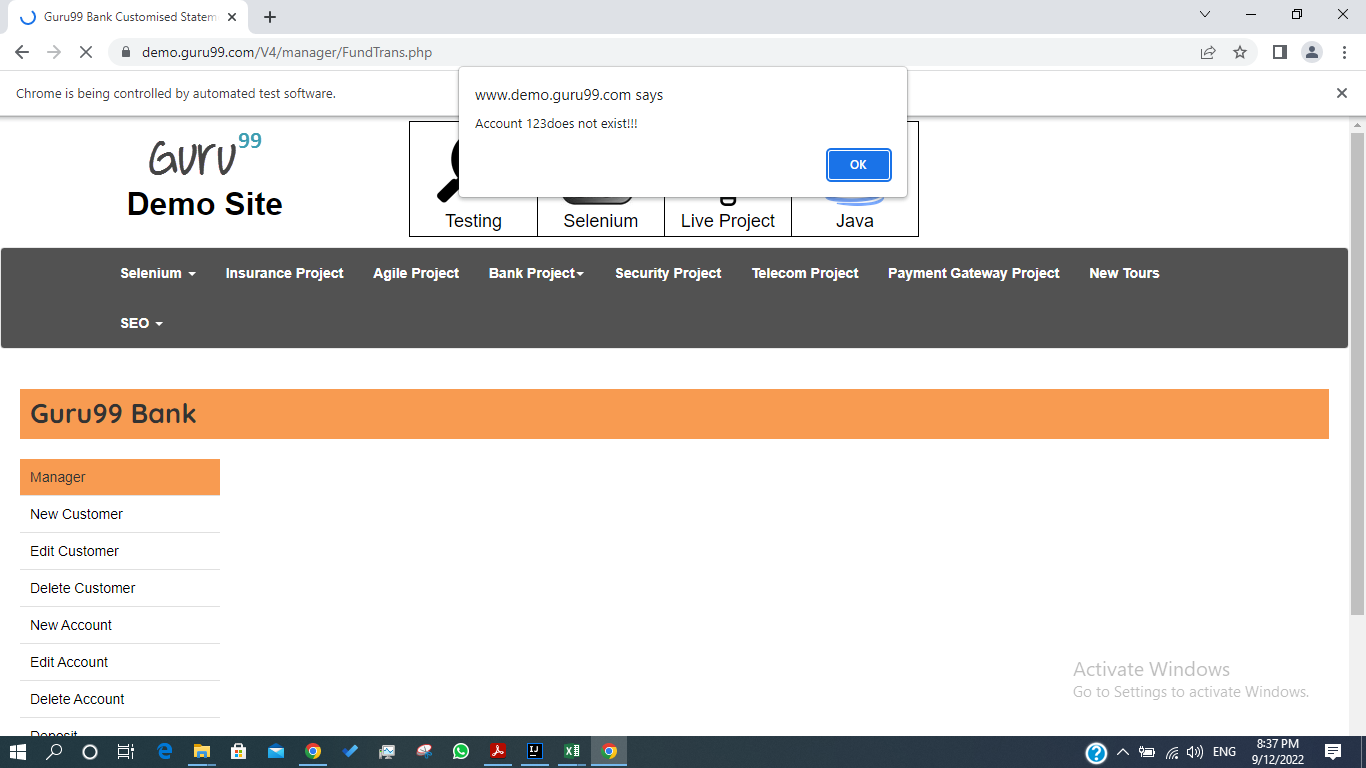 Guru99 Bank Customised Statem
demo.guru99.com/V4/manager/FundTrans.php
Chrome is being controlled by automated test software.
www.demo.guru99.com says
Account 123does not exist!!!
OK
Guru99
Demo Site
Testing
Selenium
Live Project
Java
Selenium
Insurance Project
Agile Project
Bank Project
Security Project
Telecom Project
Payment Gateway Project
New Tours
SEO
Guru99 Bank
Manager
New Customer
Edit Customer
Delete Customer
New Account
Edit Account
Delete Account
Deposit
Activate Windows
Go to Settings to activate Windows.
ENG
8:37 PM
9/12/2022